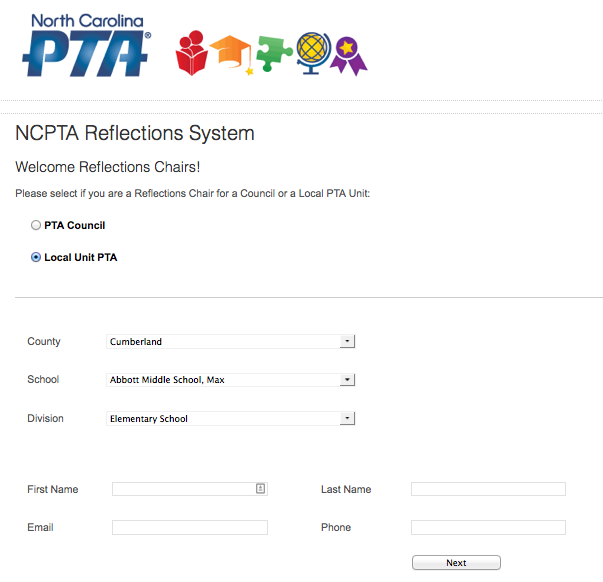 North Carolina
PTA®
NCPTA Reflections System
Welcome Reflections Chairs!
Please select if you are a Reflections Chair for a Council or a Local PTA Unit:
PTA Council
Local Unit PTA
County Cumberland
School Abbott Middle School, Max
Division Elementary School
First Name Last Name
Email Phone
Next